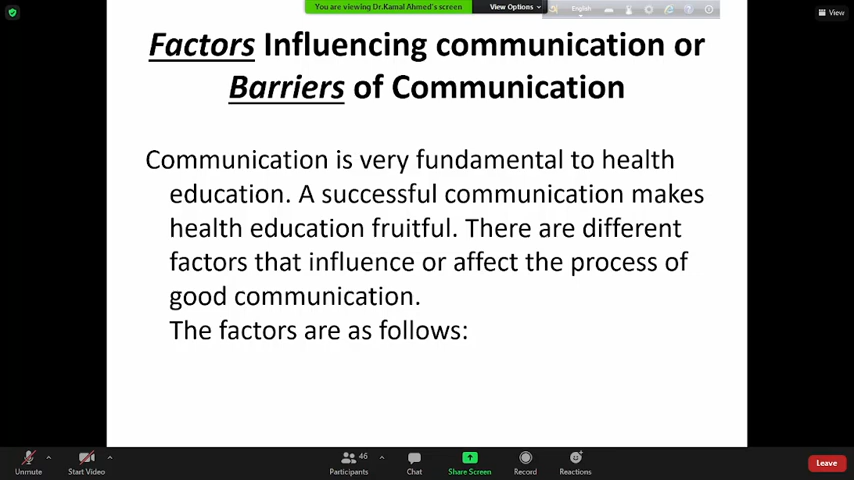 You are viewing Dr.Kamal Ahmed's screen
View Options
English
View
Factors Influencing communication or
Barriers of Communication
Communication is very fundamental to health
education. A successful communication makes
health education fruitful. There are different
factors that influence or affect the process of
good communication.
The factors are as follows:
Unmute
Start Video
46
Participants
Chat
Share Screen
Record
Reactions
Leave